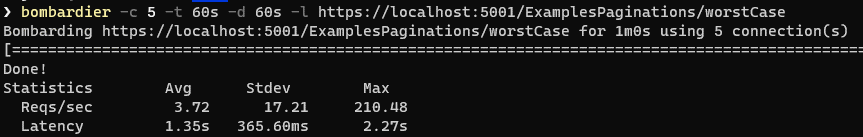 ❯ bombardier -c 5 -t 60s -d 60s -l https://localhost:5001/ExamplesPaginations/worstCase
Bombarding https://localhost:5001/ExamplesPaginations/worstCase for 1m0s using 5 connection(s)
[=====================================================================================================
Done!
Statistics        Avg      Stdev        Max
  Reqs/sec         3.72      17.21     210.48
  Latency         1.35s   365.60ms      2.27s